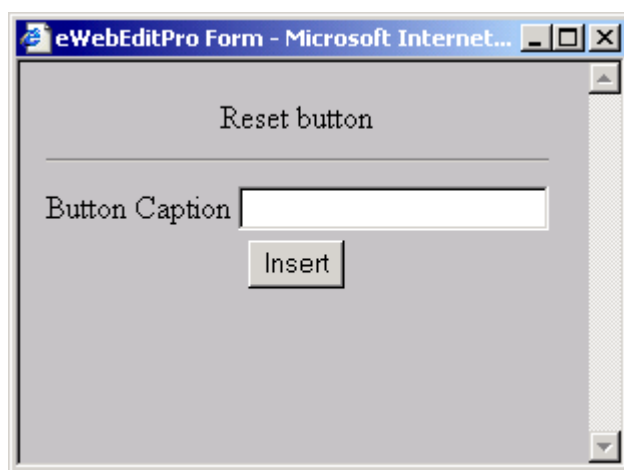 eWebEditPro Form - Microsoft Internet...
Reset button
Button Caption
Insert